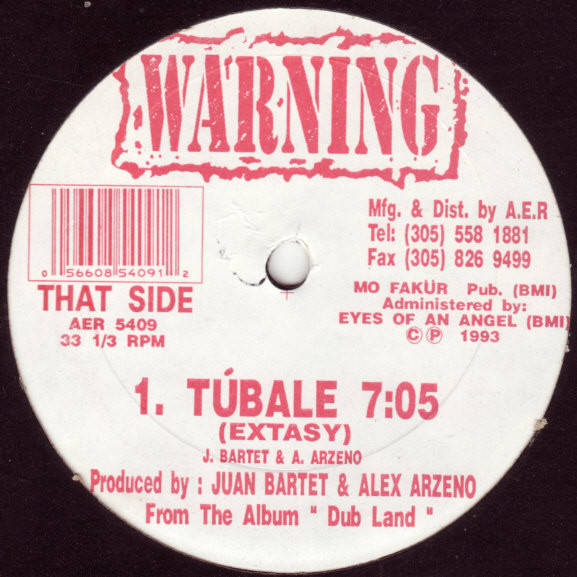 WARNING
0 56608 54091 2
THAT SIDE
AER 5409
33 1/3 RPM
Mfg. & Dist. by A.E.R
Tel: (305) 558 1881
Fax (305) 826 9499
MO FAKÜR Pub. (BMI)
Administered by:
EYES OF AN ANGEL (BMI)
© Ⓟ 1993
1. TÚBALE 7:05
(EXTASY)
J. BARTET & A. ARZENO
Produced by : JUAN BARTET & ALEX ARZENO
From The Album " Dub Land "